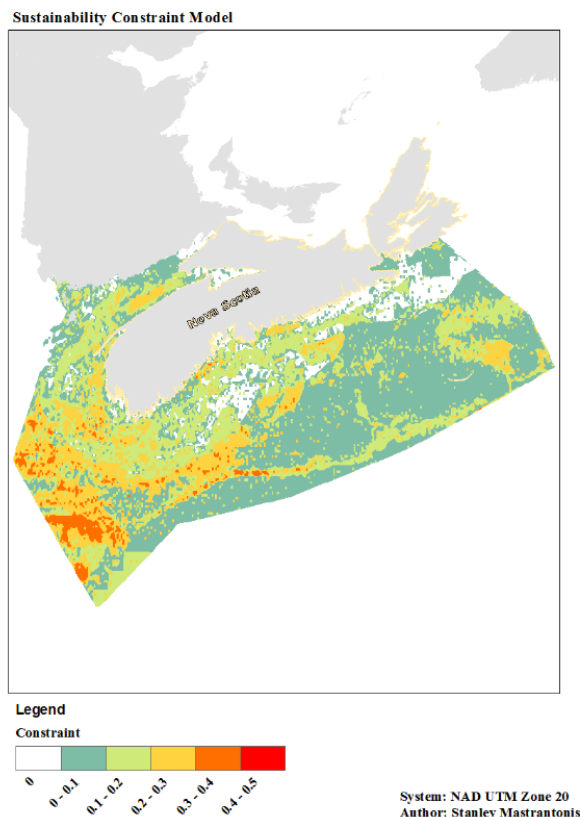 Sustainability Constraint Model
Nova Scotia
Legend
Constraint
0
0 - 0.1
0.1 - 0.2
0.2 - 0.3
0.3 - 0.4
0.4 - 0.5
System: NAD UTM Zone 20
Author: Stanley Mastrantonis